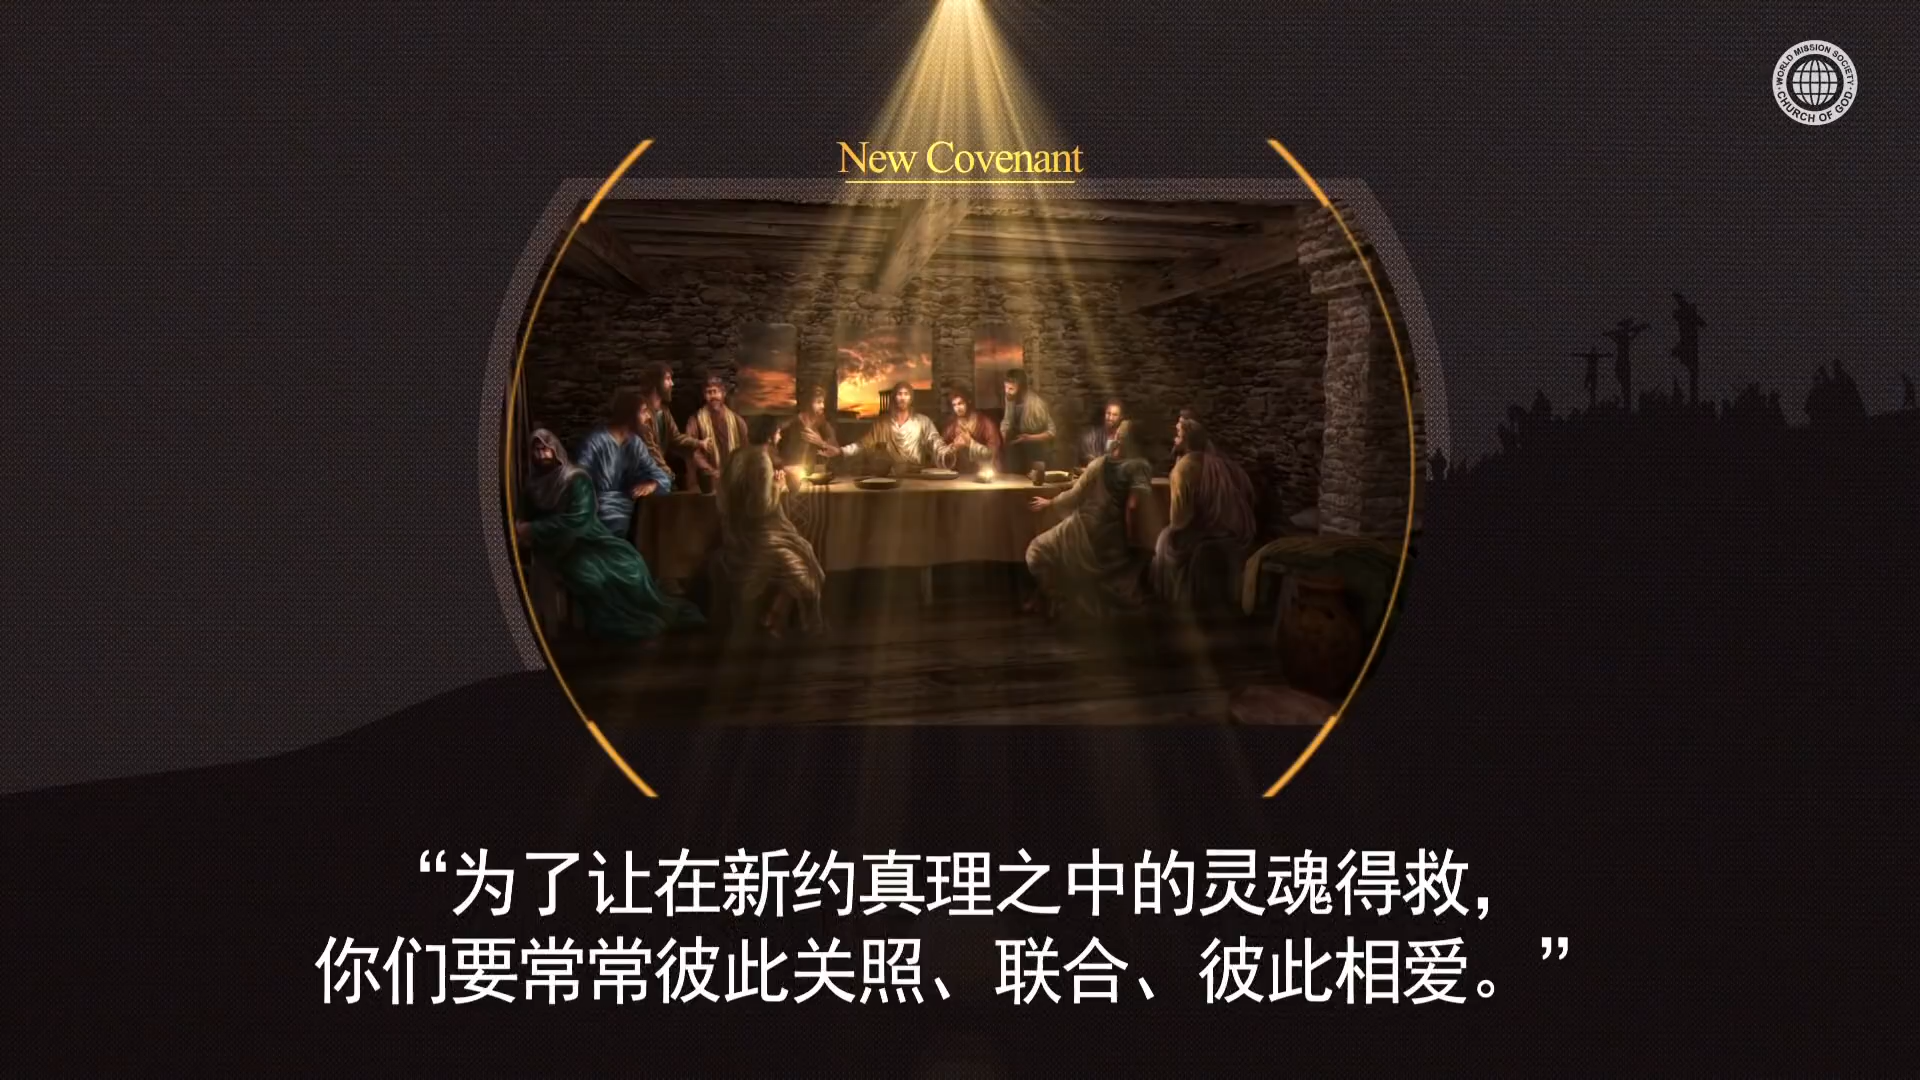 WORLD MISSION SOCIETY
CHURCH OF GOD
New Covenant
“为了让在新约真理之中的灵魂得救，
你们要常常彼此关照、联合、彼此相爱。”